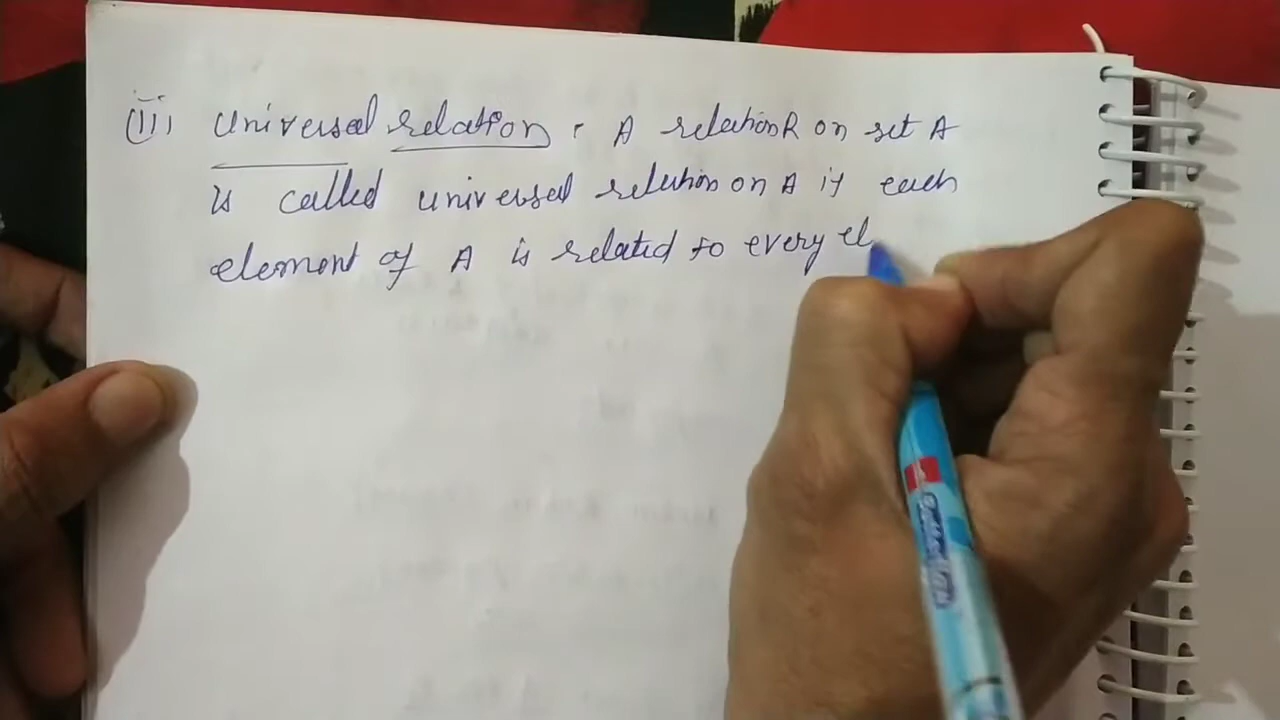 (ii) Universal relation : A relation R on set A
is called universal relation on A if each
element of A is related to every el